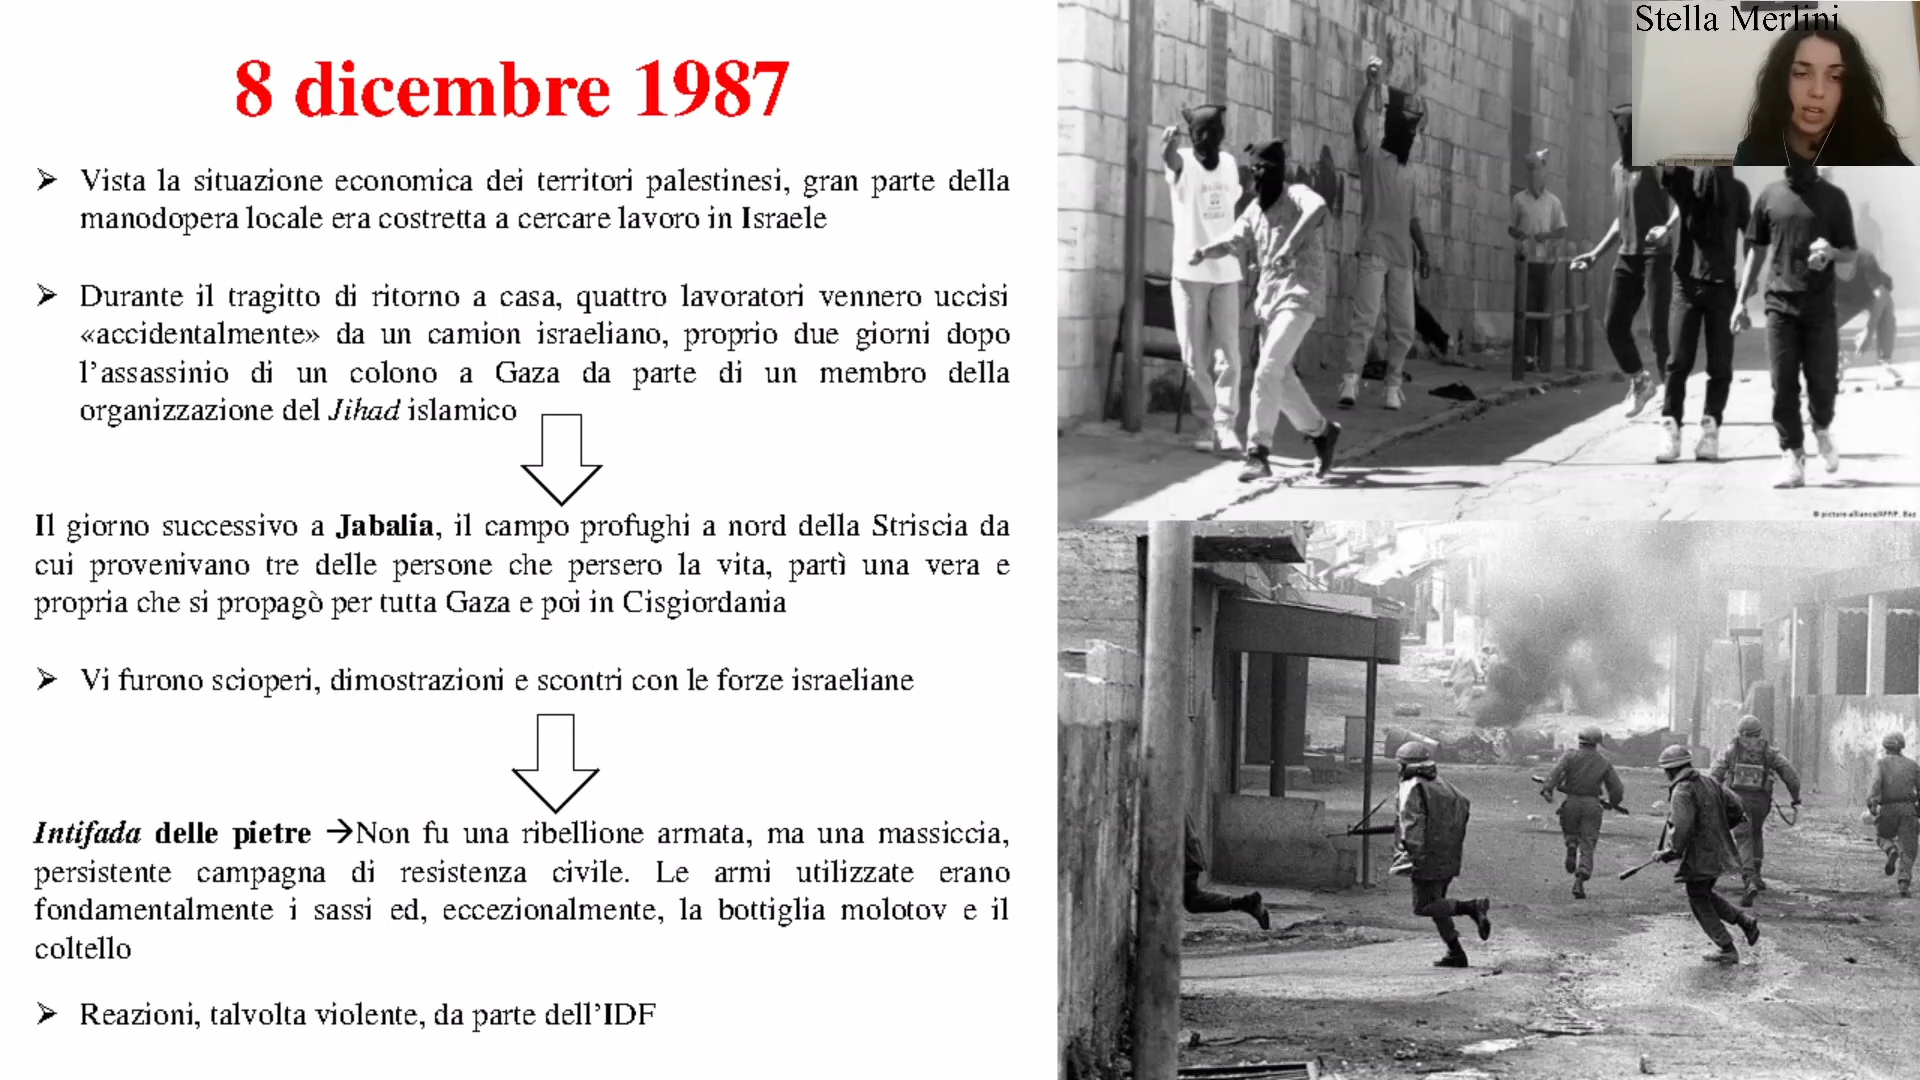 8 dicembre 1987
Vista la situazione economica dei territori palestinesi, gran parte della
manodopera locale era costretta a cercare lavoro in Israele
Durante il tragitto di ritorno a casa, quattro lavoratori vennero uccisi
«accidentalmente» da un camion israeliano, proprio due giorni dopo
l’assassinio di un colono a Gaza da parte di un membro della
organizzazione del Jihad islamico
Il giorno successivo a Jabalia, il campo profughi a nord della Striscia da
cui provenivano tre delle persone che persero la vita, partì una vera e
propria che si propagò per tutta Gaza e poi in Cisgiordania
Vi furono scioperi, dimostrazioni e scontri con le forze israeliane
Intifada delle pietre →Non fu una ribellione armata, ma una massiccia,
persistente campagna di resistenza civile. Le armi utilizzate erano
fondamentalmente i sassi ed, eccezionalmente, la bottiglia molotov e il
coltello
Reazioni, talvolta violente, da parte dell’IDF
Stella Merlini
© picture-alliance/AFP/P. Baz